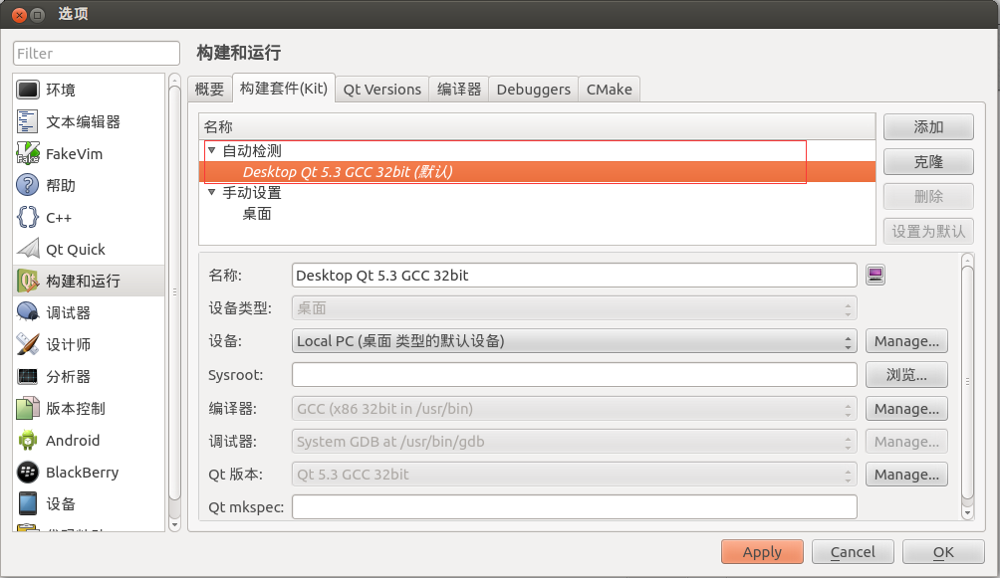 选项
Filter
环境
文本编辑器
FakeVim
帮助
C++
Qt Quick
构建和运行
调试器
设计师
分析器
版本控制
Android
BlackBerry
设备
构建和运行
概要 构建套件(Kit) Qt Versions 编译器 Debuggers CMake
名称
自动检测
Desktop Qt 5.3 GCC 32bit (默认)
手动设置
桌面
添加
克隆
删除
设置为默认
名称: Desktop Qt 5.3 GCC 32bit
设备类型: 桌面
设备: Local PC (桌面 类型的默认设备) Manage...
Sysroot: 浏览...
编译器: GCC (x86 32bit in /usr/bin) Manage...
调试器: System GDB at /usr/bin/gdb Manage...
Qt 版本: Qt 5.3 GCC 32bit Manage...
Qt mkspec:
Apply Cancel OK